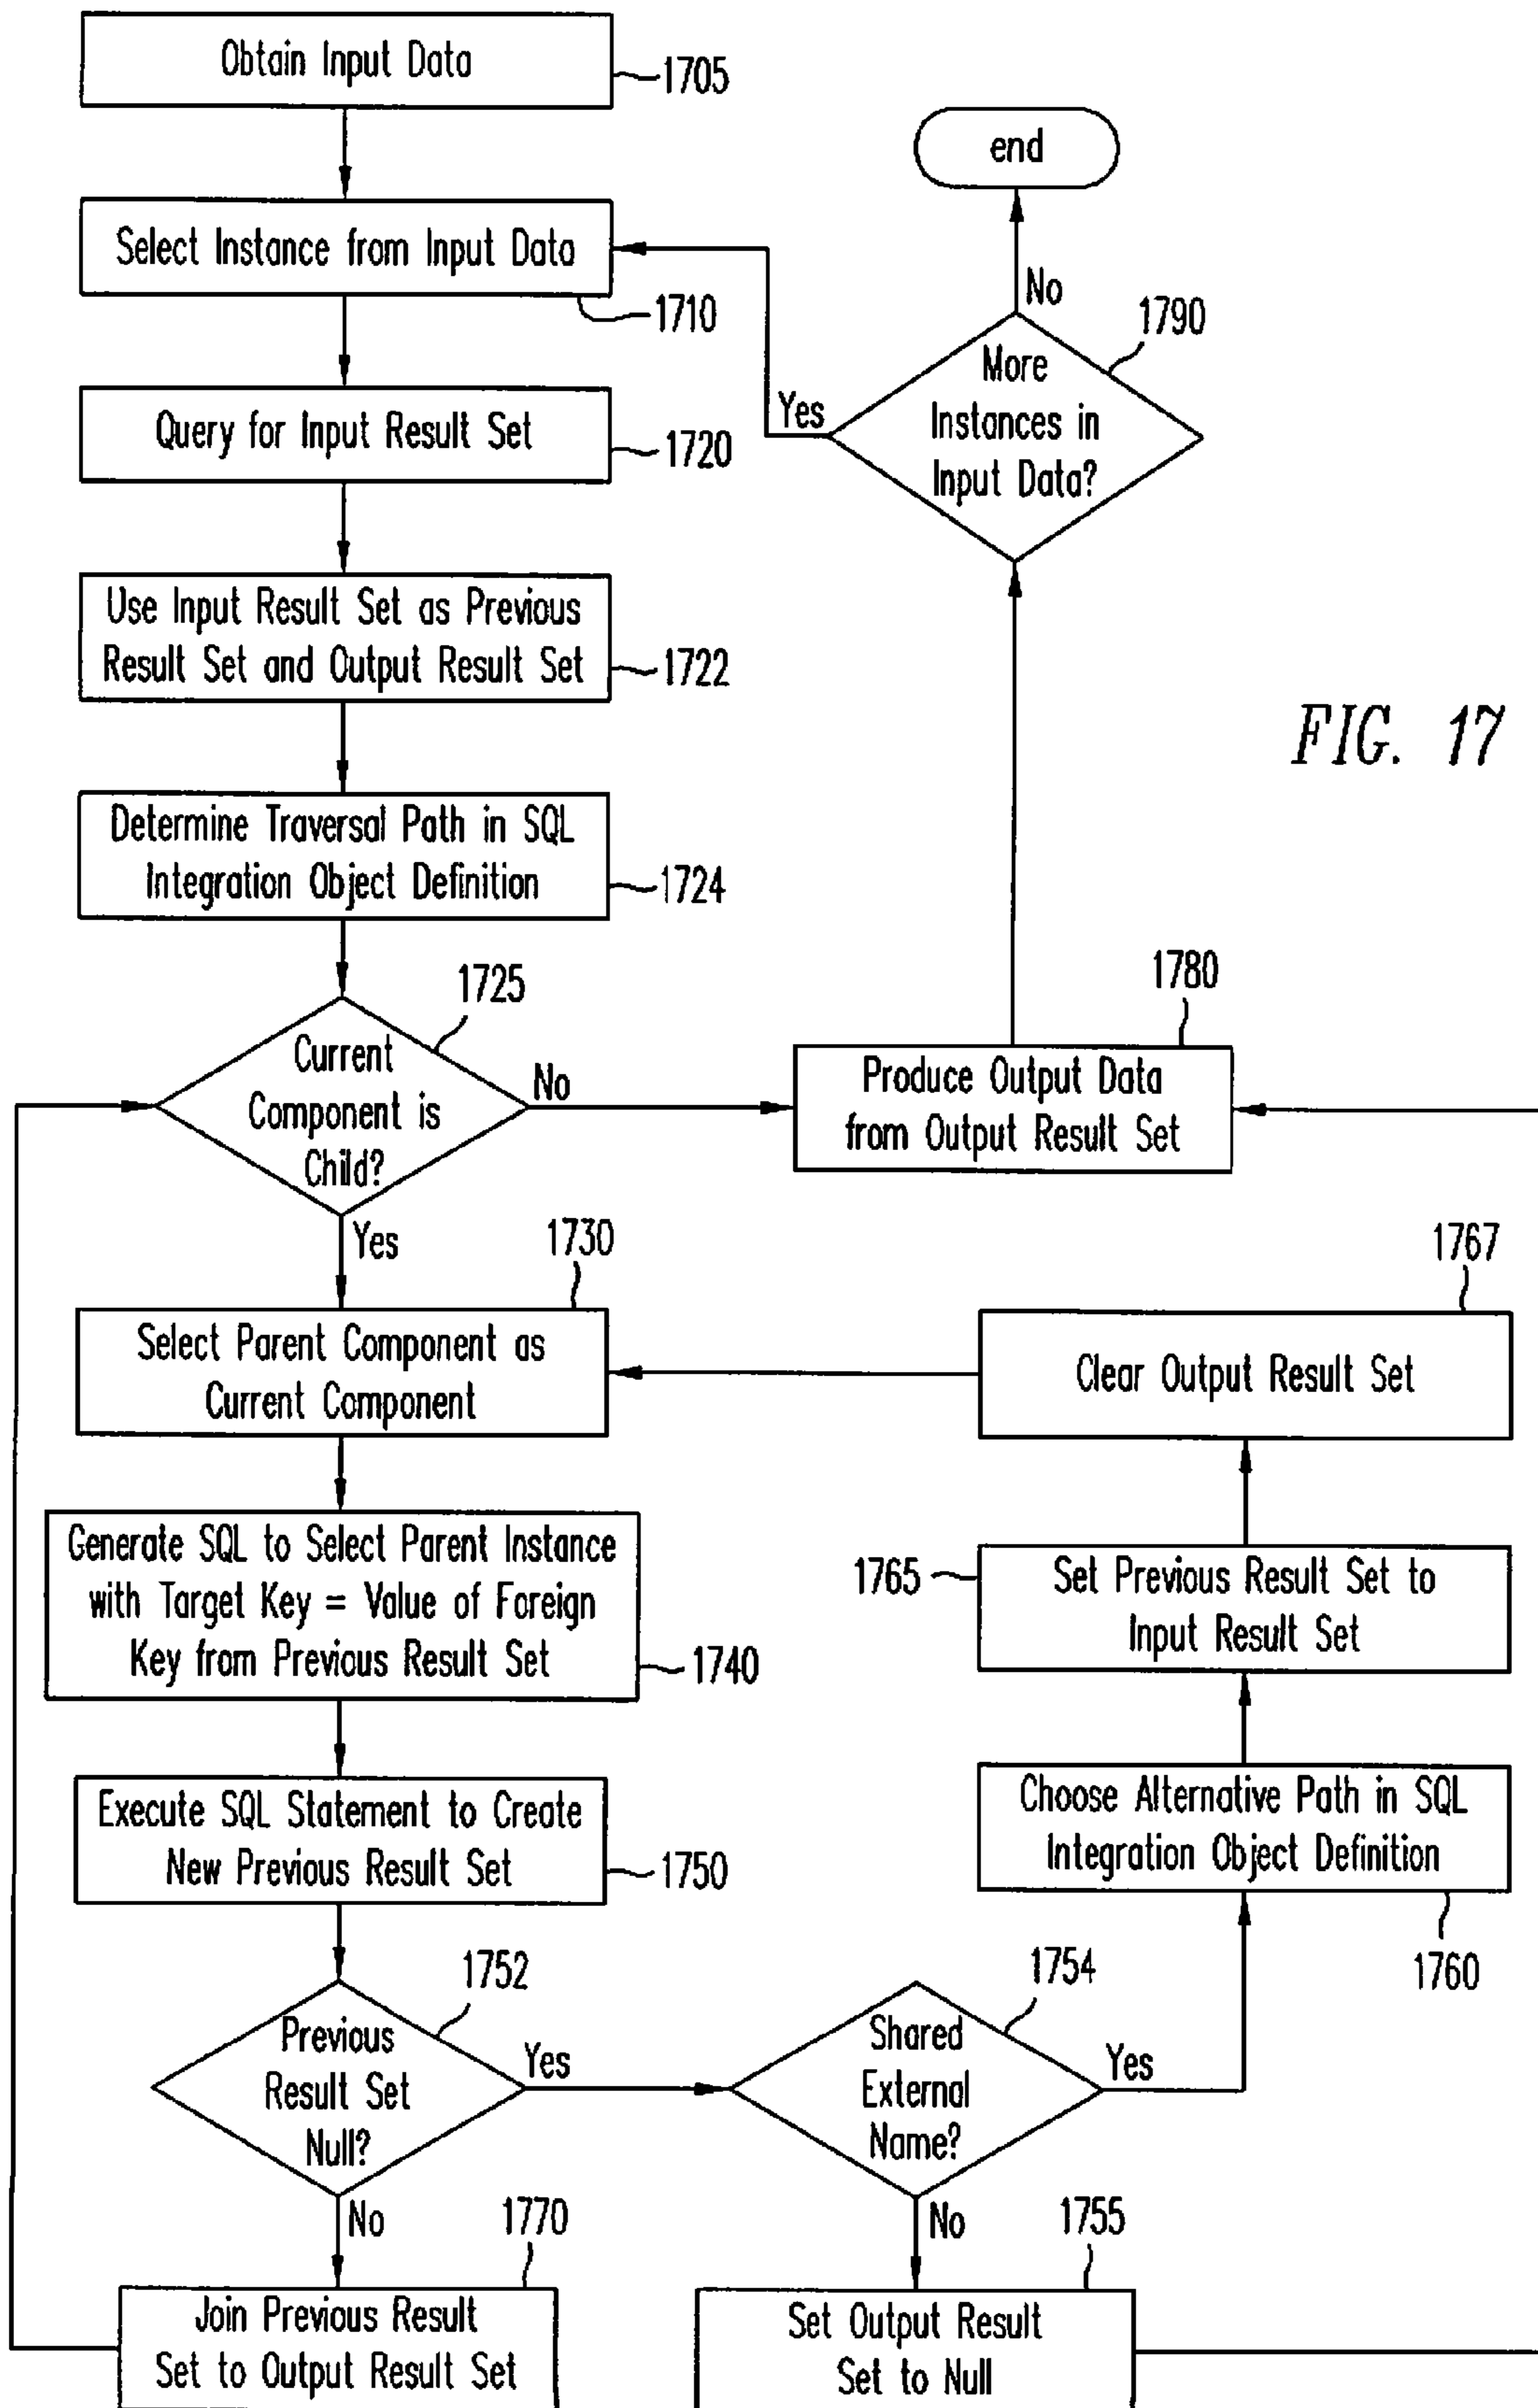 Obtain Input Data
1705
Select Instance from Input Data
1710
Query for Input Result Set
1720
Use Input Result Set as Previous
Result Set and Output Result Set
1722
Determine Traversal Path in SQL
Integration Object Definition
1724
Current
Component is
Child?
1725
No
Yes
Select Parent Component as
Current Component
1730
Generate SQL to Select Parent Instance
with Target Key = Value of Foreign
Key from Previous Result Set
1740
Execute SQL Statement to Create
New Previous Result Set
1750
Previous
Result Set
Null?
1752
Yes
No
Join Previous Result
Set to Output Result Set
1770
Shared
External
Name?
1754
Yes
No
Set Output Result
Set to Null
1755
Choose Alternative Path in SQL
Integration Object Definition
1760
Set Previous Result Set to
Input Result Set
1765
Clear Output Result Set
1767
Produce Output Data
from Output Result Set
1780
More
Instances in
Input Data?
1790
Yes
No
end
FIG. 17